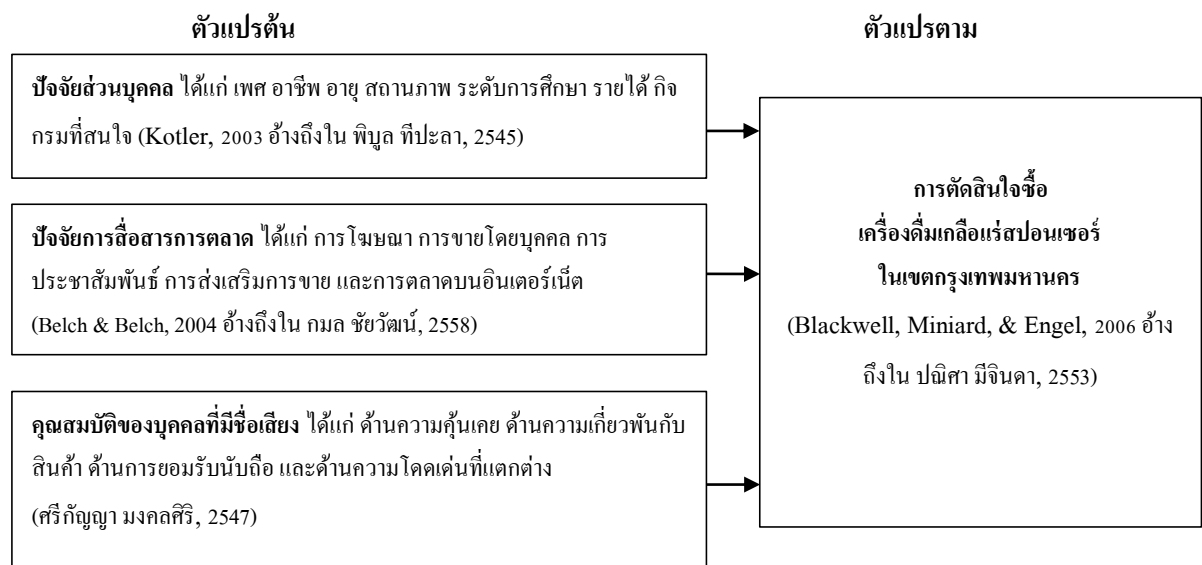 ตัวแปรต้น
ตัวแปรตาม
ปัจจัยส่วนบุคคล ได้แก่ เพศ อาชีพ อายุ สถานภาพ ระดับการศึกษา รายได้ กิจ
กรมที่สนใจ (Kotler, 2003 อ้างถึงใน พิบูล ทีปะลา, 2545)
ปัจจัยการสื่อสารการตลาด ได้แก่ การโฆษณา การขายโดยบุคคล การ
ประชาสัมพันธ์ การส่งเสริมการขาย และการตลาดบนอินเตอร์เน็ต
(Belch & Belch, 2004 อ้างถึงใน กมล ชัยวัฒน์, 2558)
คุณสมบัติของบุคคลที่มีชื่อเสียง ได้แก่ ด้านความคุ้นเคย ด้านความเกี่ยวพันกับ
สินค้า ด้านการยอมรับนับถือ และด้านความโดดเด่นที่แตกต่าง
(ศรีกัญญา มงคลศิริ, 2547)
การตัดสินใจซื้อ
เครื่องดื่มเกลือแร่สปอนเซอร์
ในเขตกรุงเทพมหานคร
(Blackwell, Miniard, & Engel, 2006 อ้าง
ถึงใน ปณิศา มีจินดา, 2553)